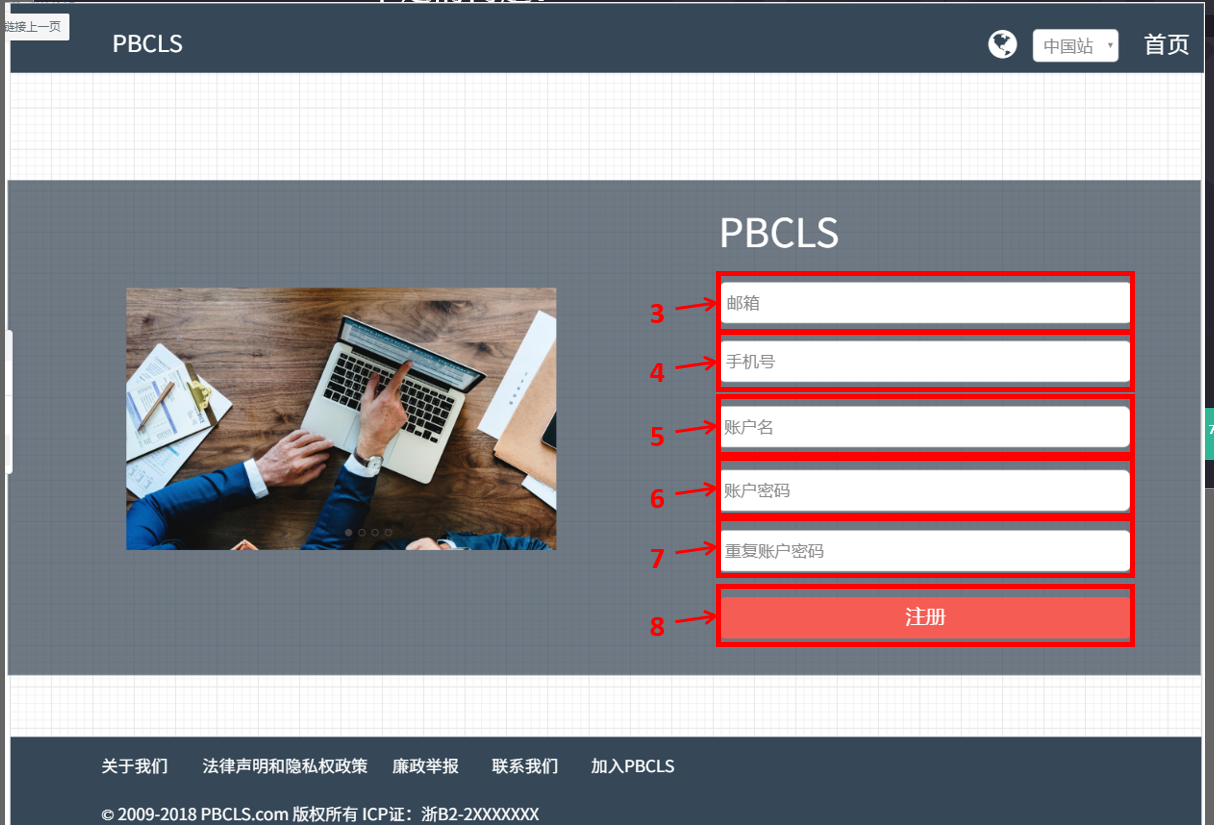 链接上一页
PBCLS
中国站
首页
PBCLS
3
邮箱
4
手机号
5
账户名
6
账户密码
7
重复账户密码
8
注册
7
关于我们 法律声明和隐私权政策 廉政举报 联系我们 加入PBCLS
© 2009-2018 PBCLS.com 版权所有 ICP证：浙B2-2XXXXXXX